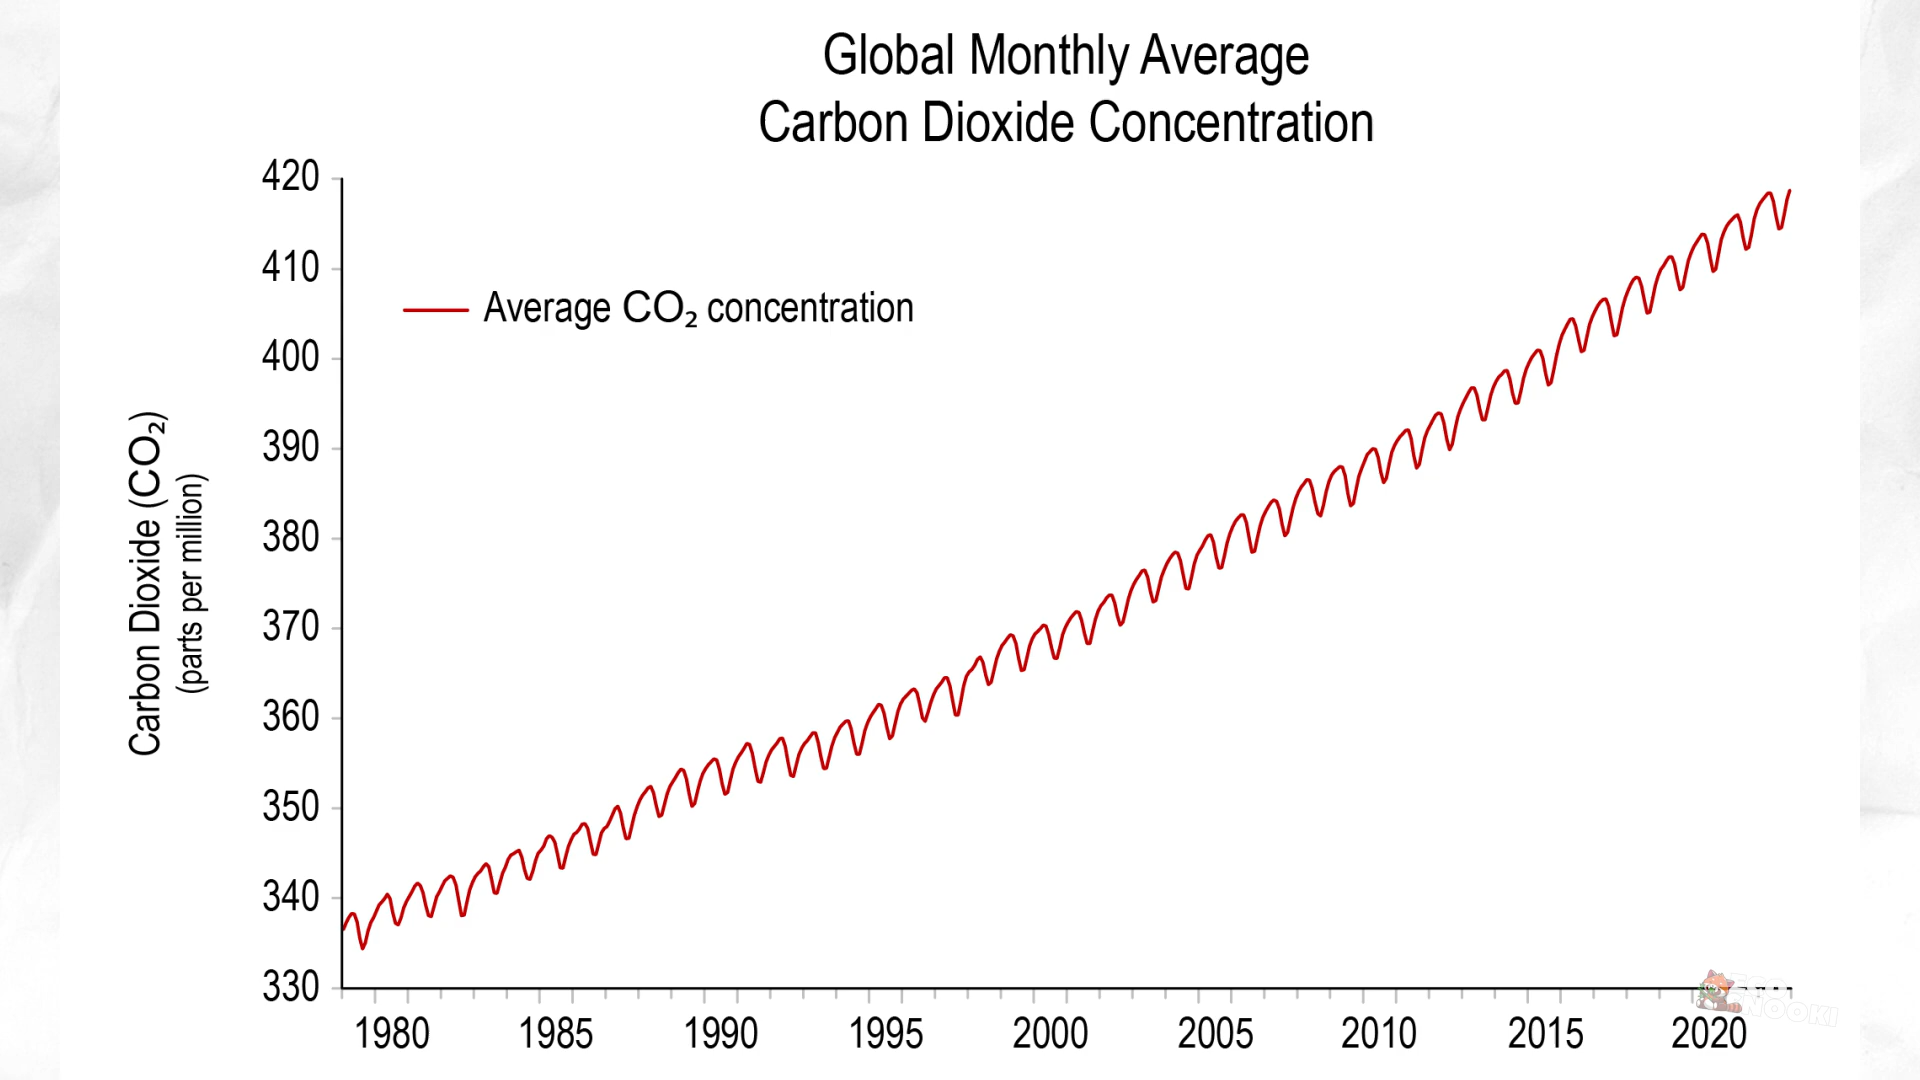 Global Monthly Average
Carbon Dioxide Concentration
420
410
400
390
380
370
360
350
340
330
Average CO₂ concentration
Carbon Dioxide (CO₂)
(parts per million)
1980 1985 1990 1995 2000 2005 2010 2015 2020
NOOKI